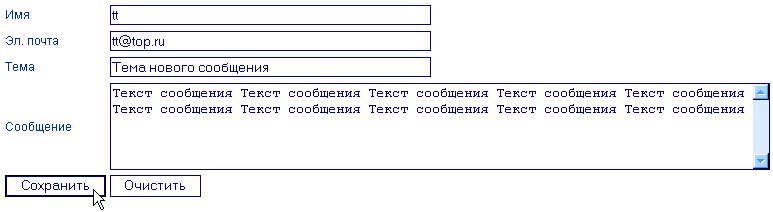 Имя tt
Эл. почта tt@top.ru
Тема Тема нового сообщения
Текст сообщения Текст сообщения Текст сообщения Текст сообщения Текст сообщения
Текст сообщения Текст сообщения Текст сообщения Текст сообщения Текст сообщения
Сообщение
Сохранить Очистить